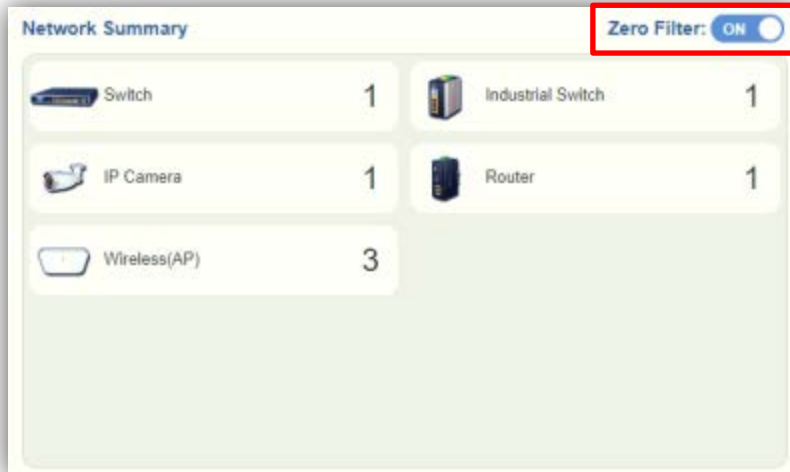 Network Summary
Zero Filter: ON
Switch 1
Industrial Switch 1
IP Camera 1
Router 1
Wireless(AP) 3